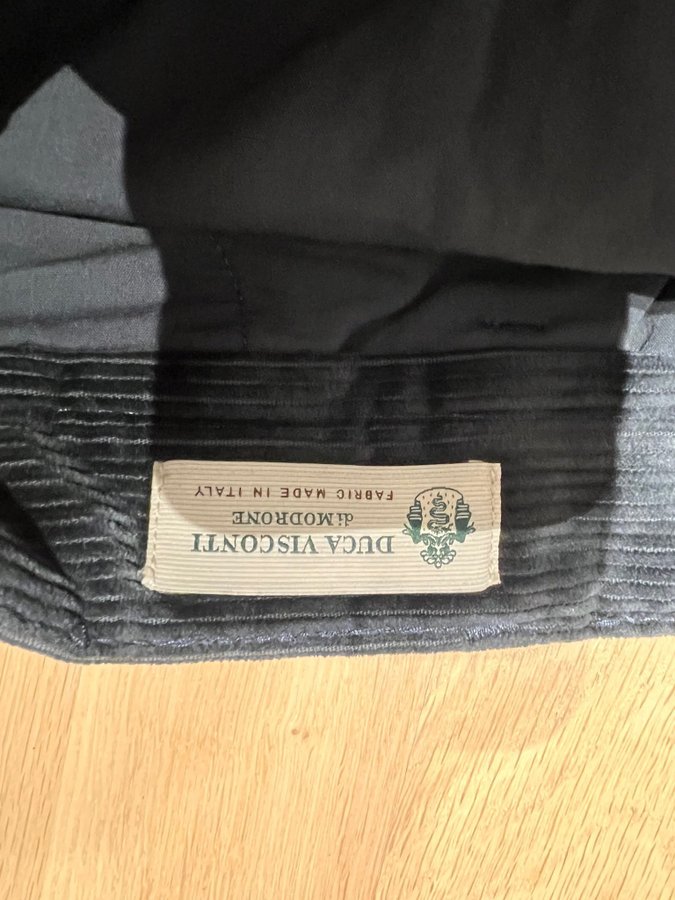 DUCA VISCONTI
di MODRONE
FABRIC MADE IN ITALY